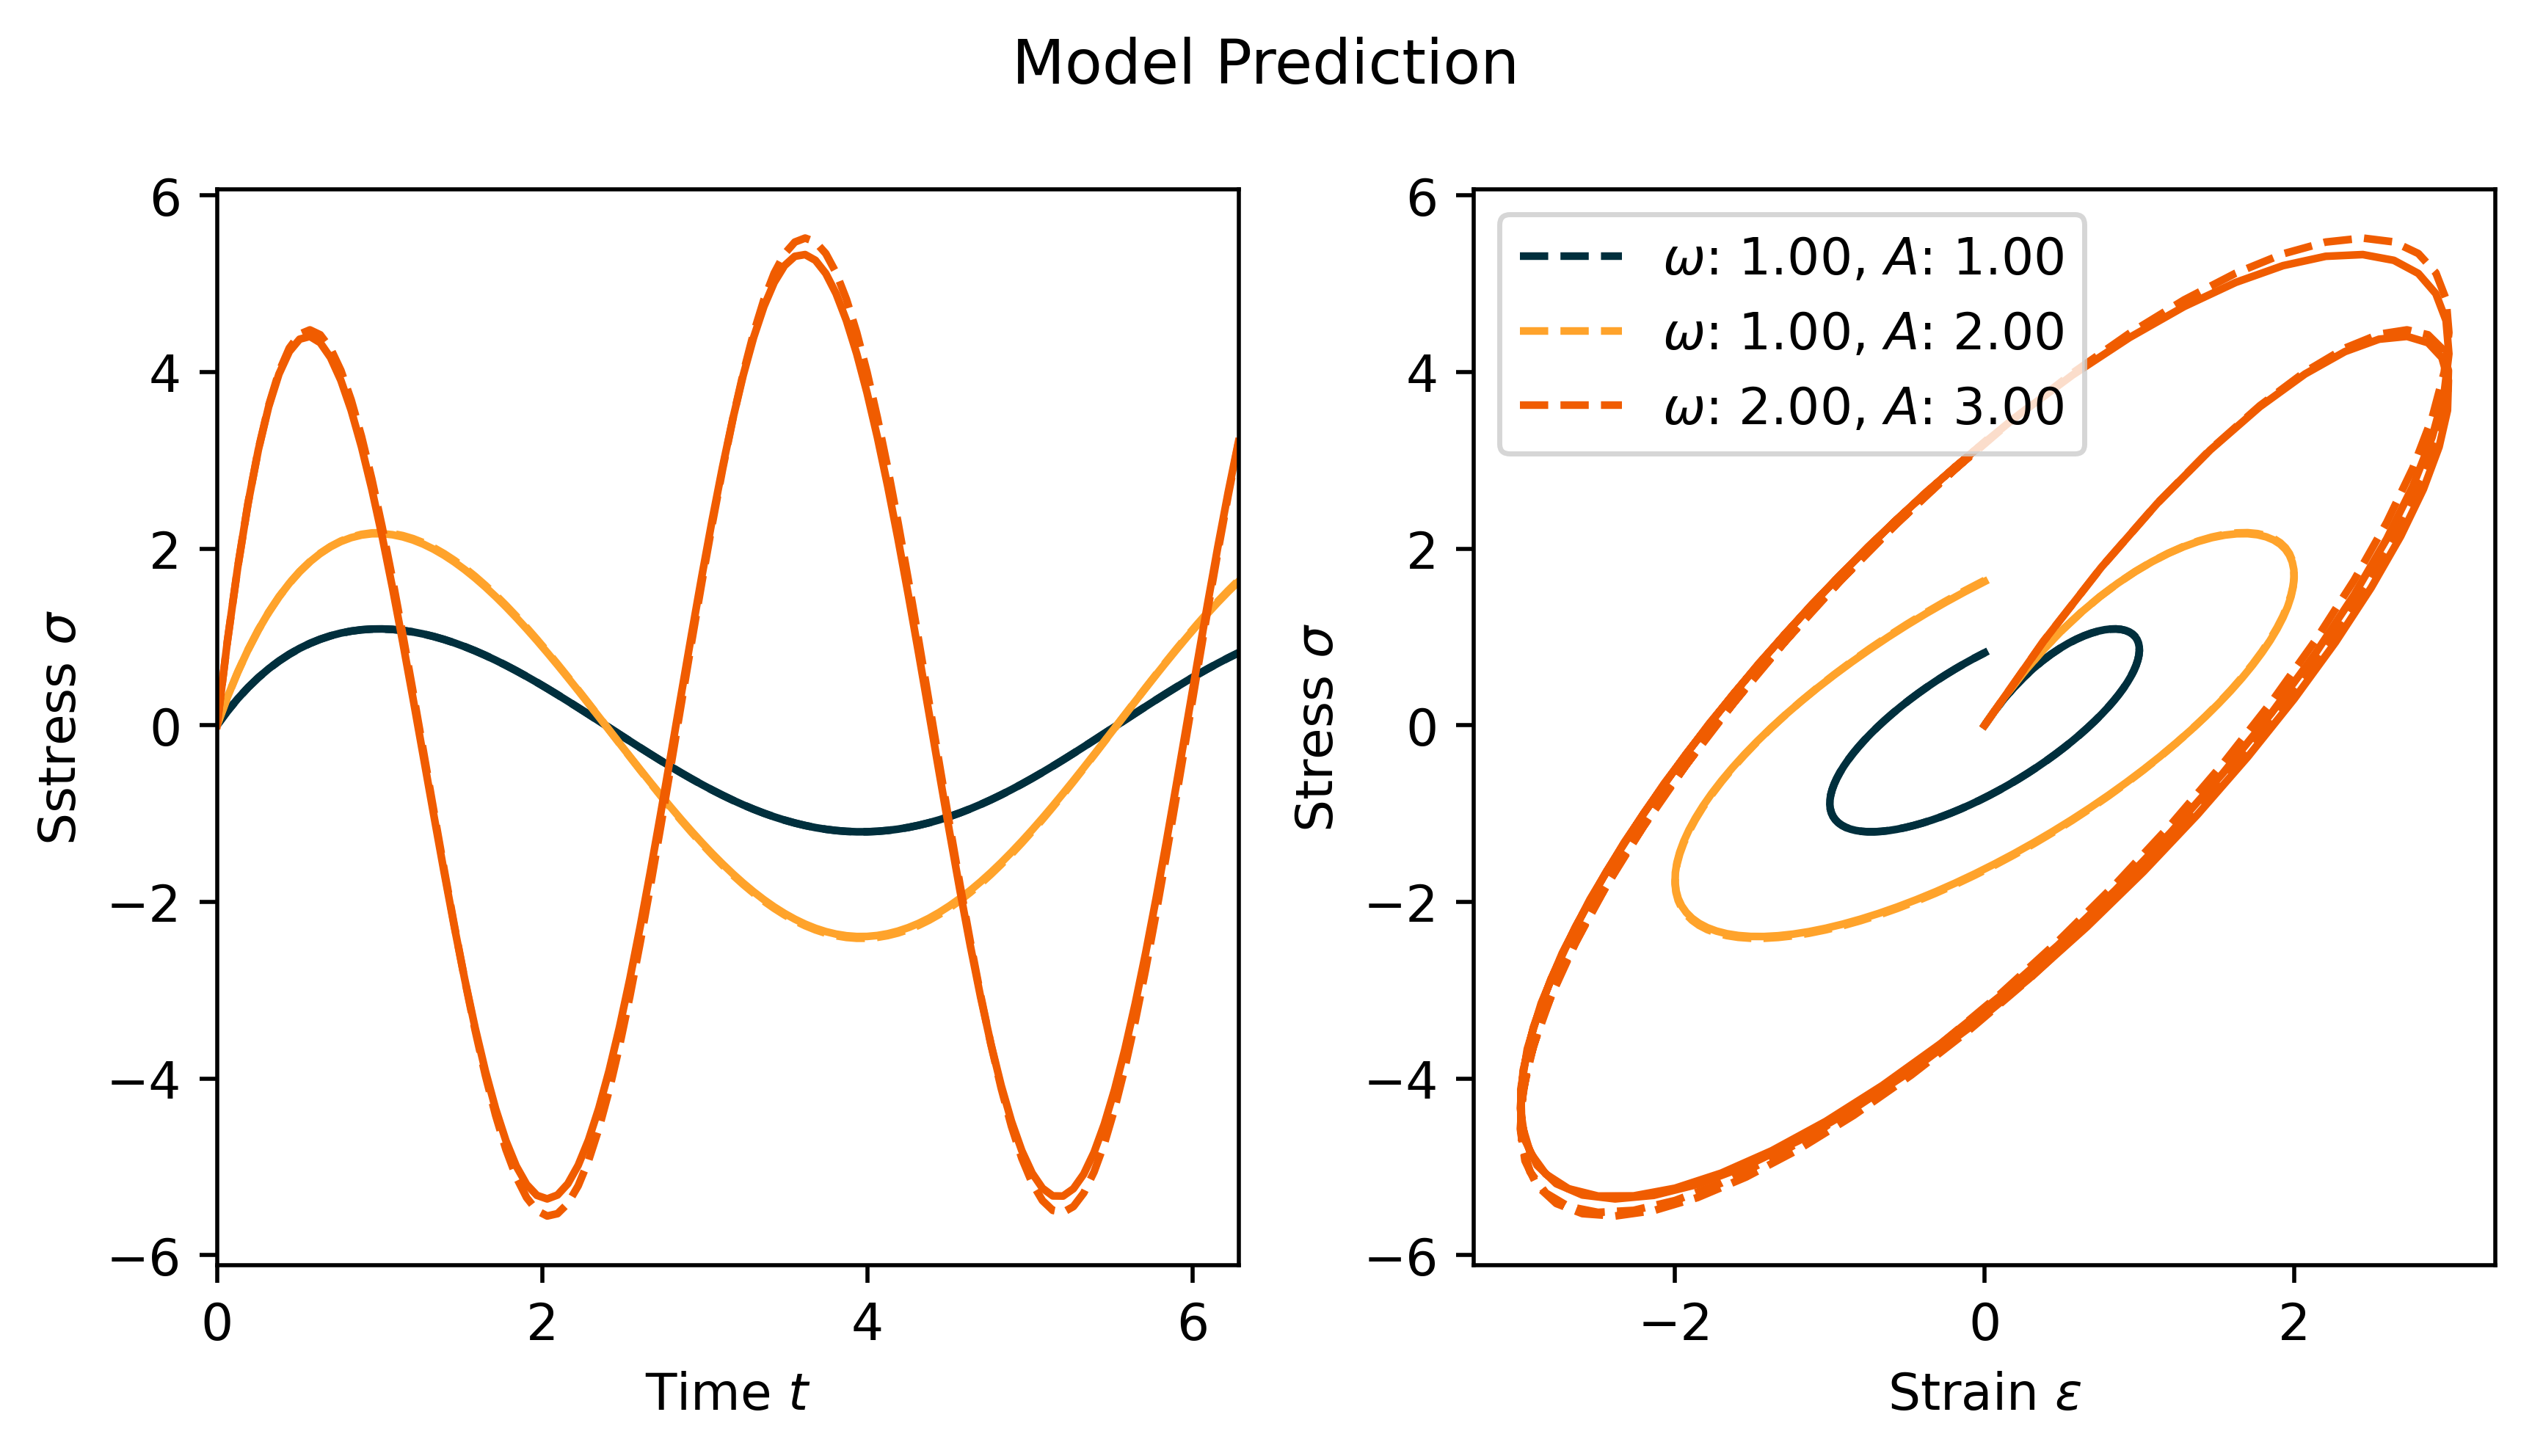 Model Prediction
6
4
2
0
−2
−4
−6
Sstress σ
0 2 4 6
Time t
6
4
2
0
−2
−4
−6
Stress σ
ω: 1.00, A: 1.00
ω: 1.00, A: 2.00
ω: 2.00, A: 3.00
−2 0 2
Strain ε